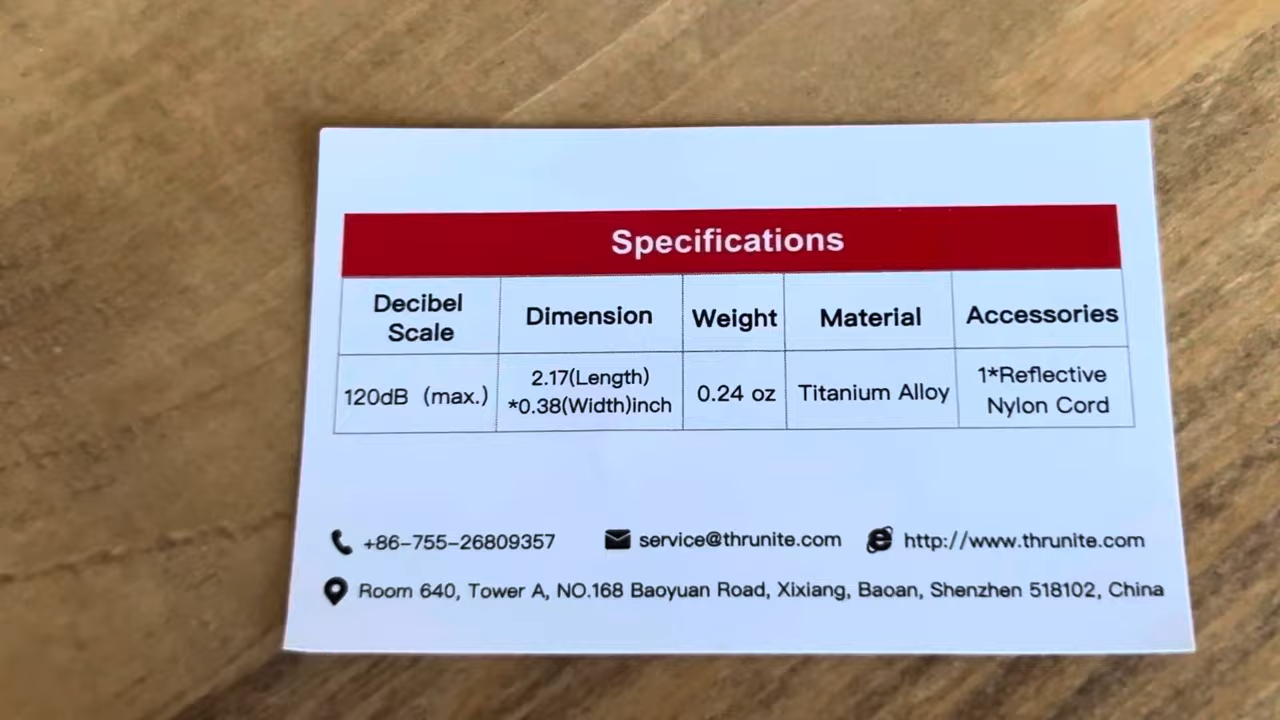 Specifications
Decibel Scale Dimension Weight Material Accessories
120dB (max.) 2.17(Length) *0.38(Width)inch 0.24 oz Titanium Alloy 1*Reflective Nylon Cord
+86-755-26809357 service@thrunite.com http://www.thrunite.com
Room 640, Tower A, NO.168 Baoyuan Road, Xixiang, Baoan, Shenzhen 518102, China